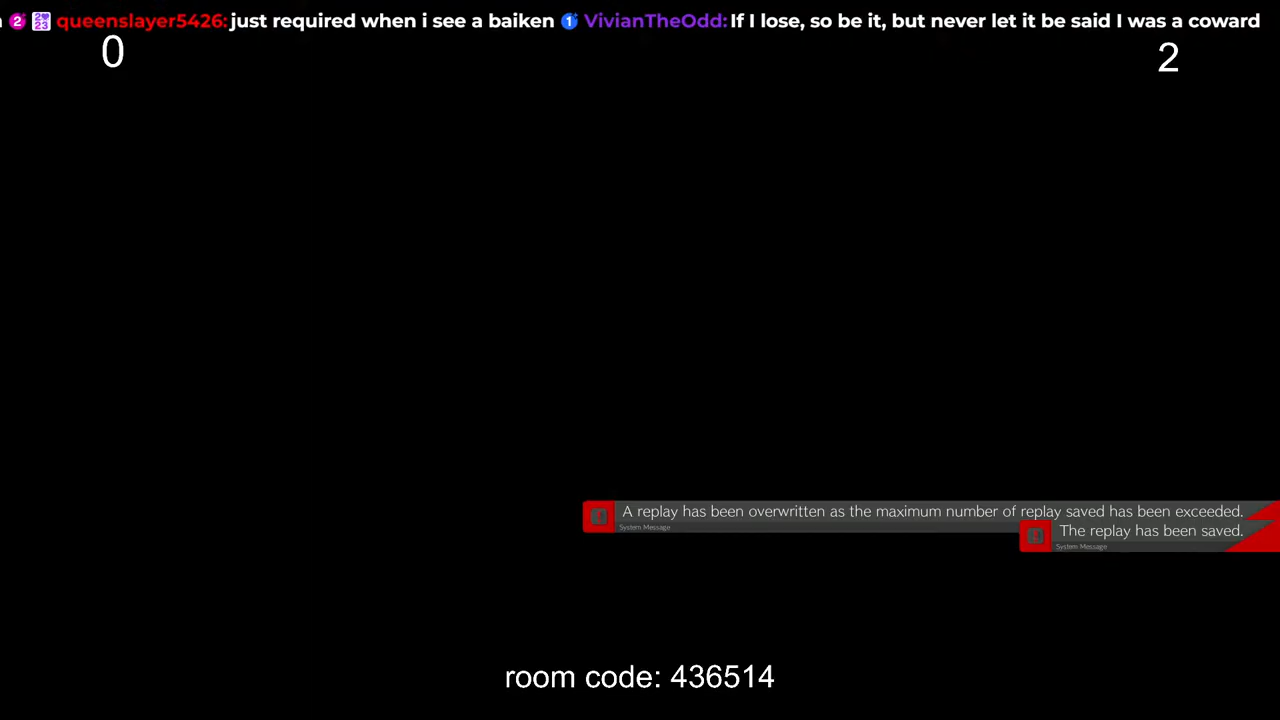 queenslayer5426: just required when i see a baiken VivianTheOdd: If I lose, so be it, but never let it be said I was a coward
0
2
A replay has been overwritten as the maximum number of replay saved has been exceeded.
System Message
The replay has been saved.
System Message
room code: 436514